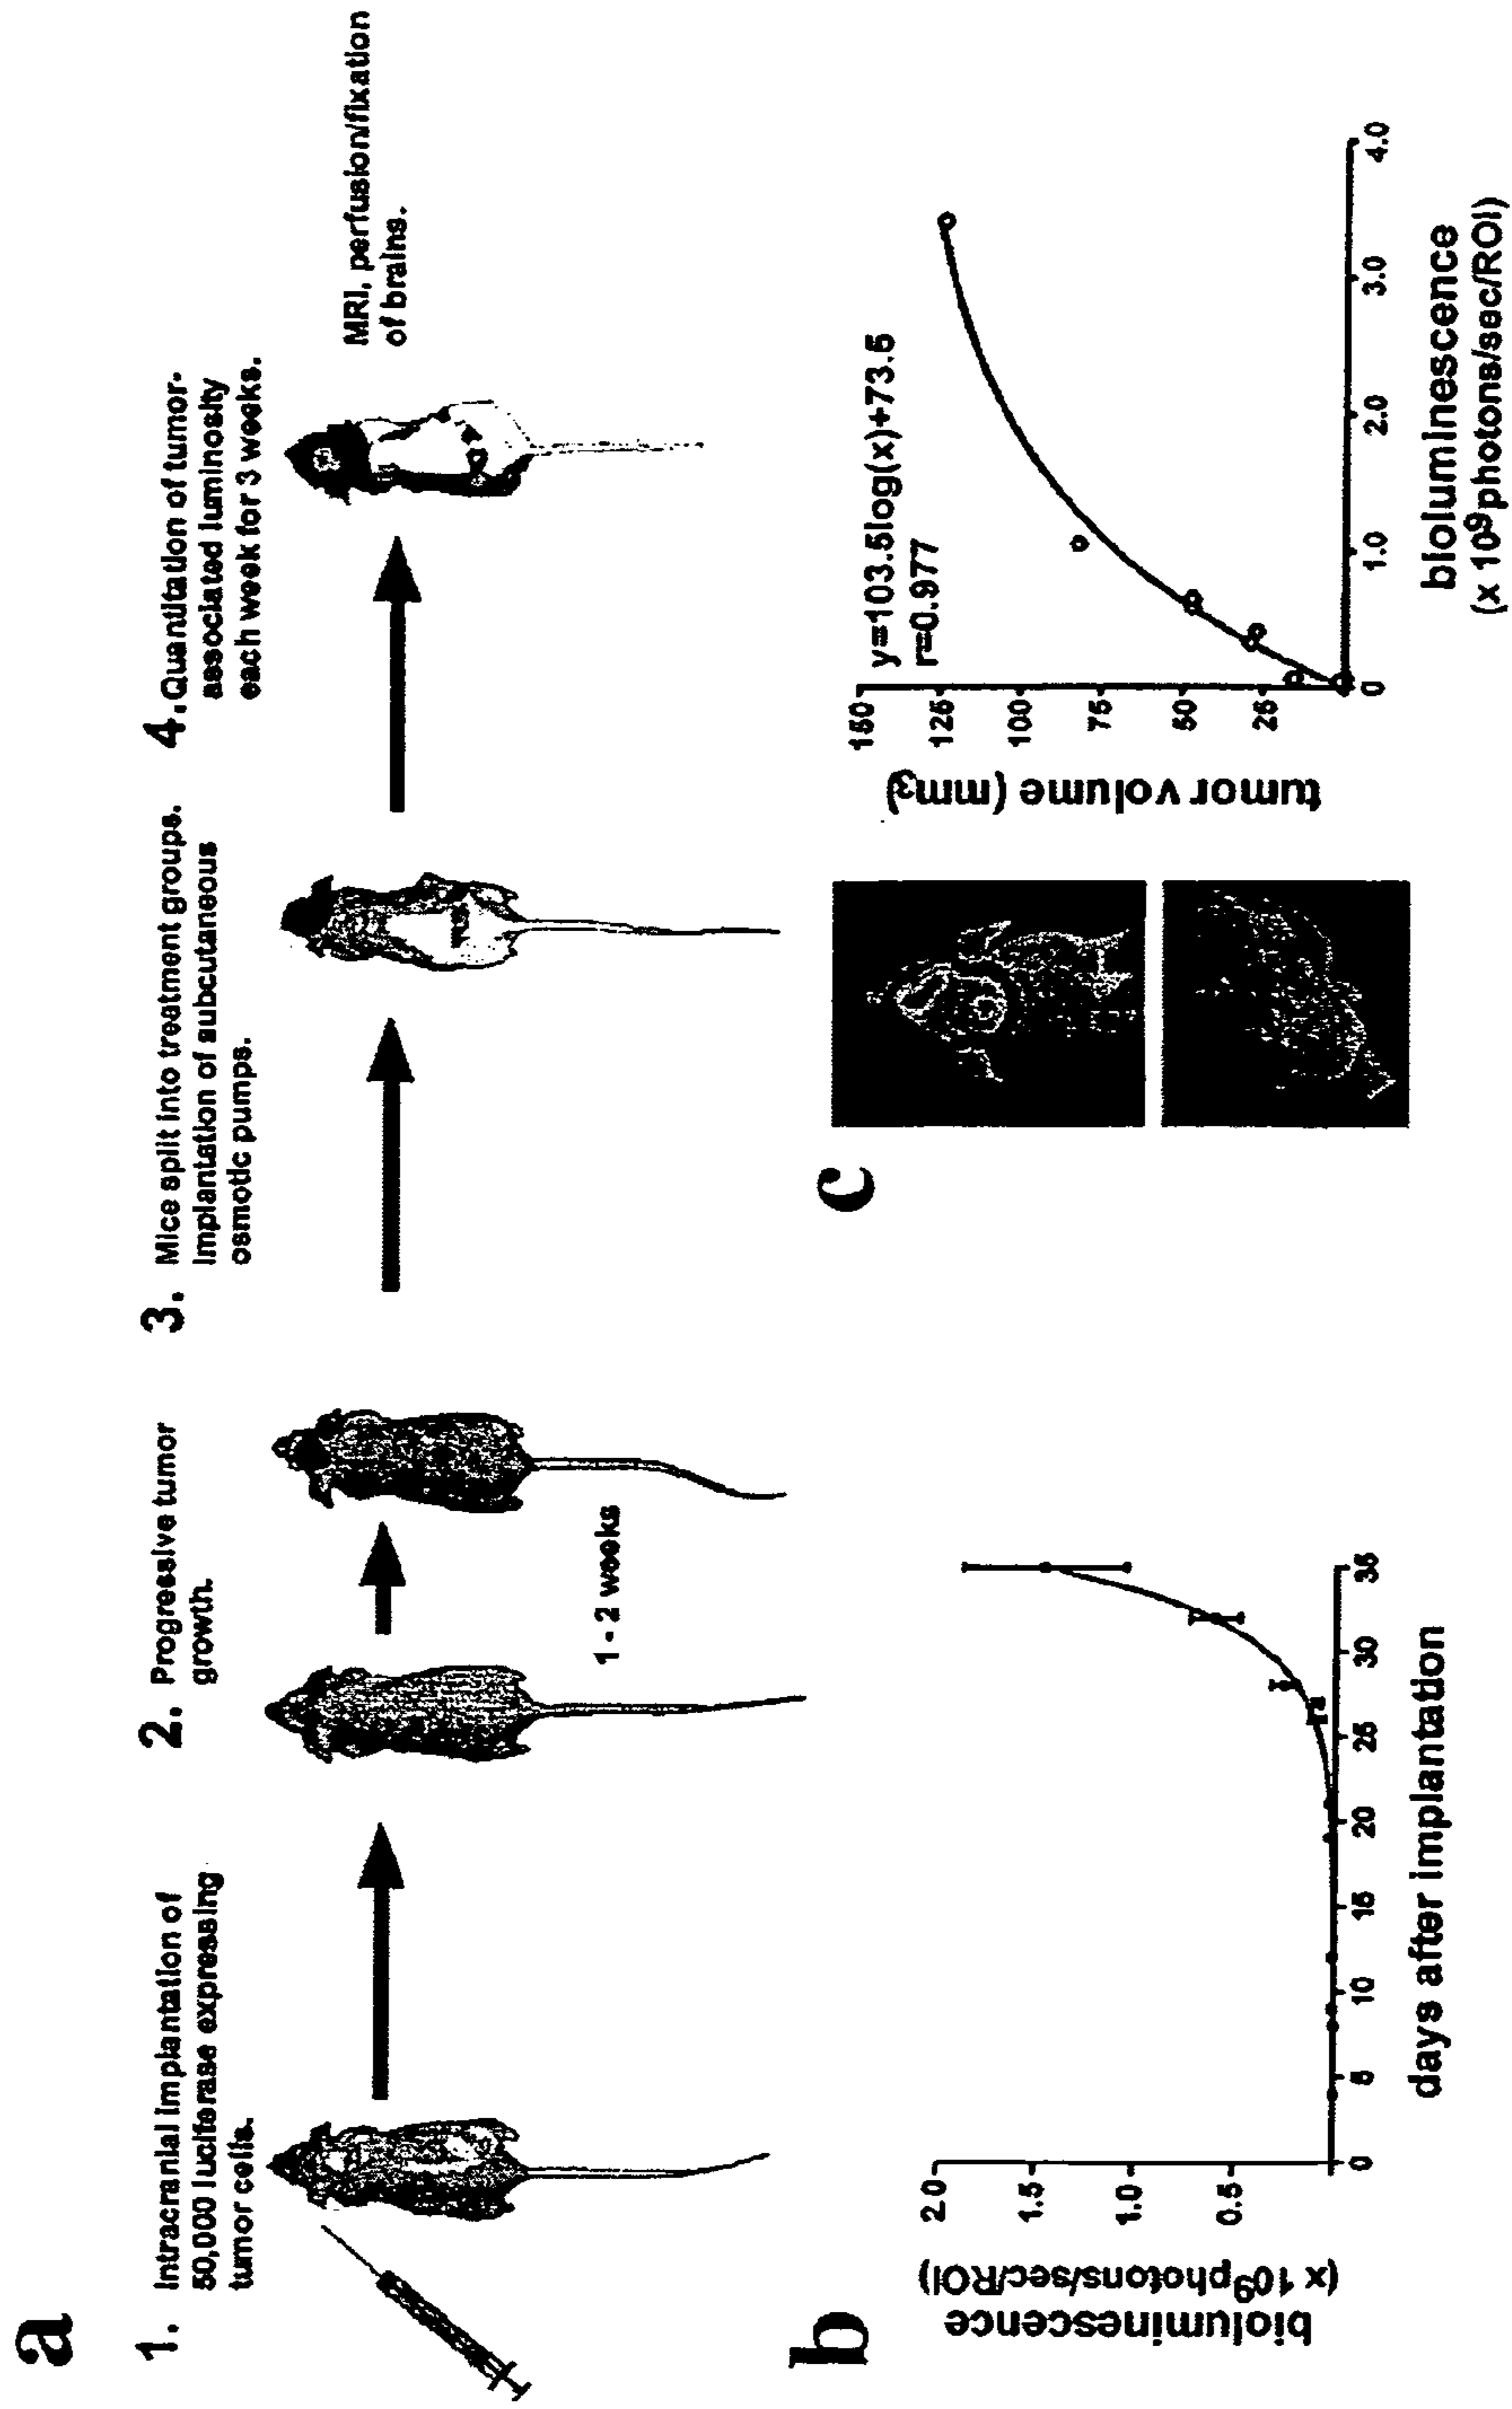 a
1. Intracranial implantation of
50,000 luciferase expressing
tumor cells.
2. Progressive tumor
growth.
1 - 2 weeks
3. Mice split into treatment groups.
Implantation of subcutaneous
osmotic pumps.
4. Quantitation of tumor-
associated luminosity
each week for 3 weeks.
MRI, perfusion/fixation
of brains.
b
bioluminescence
(x 10⁹photons/sec/ROI)
2.0
1.5
1.0
0.5
0 5 10 15 20 25 30 35
days after implantation
c
tumor volume (mm³)
150
125
100
75
50
25
y=103.5log(x)+73.5
r=0.977
0 1.0 2.0 3.0 4.0
bioluminescence
(x 10⁹photons/sec/ROI)